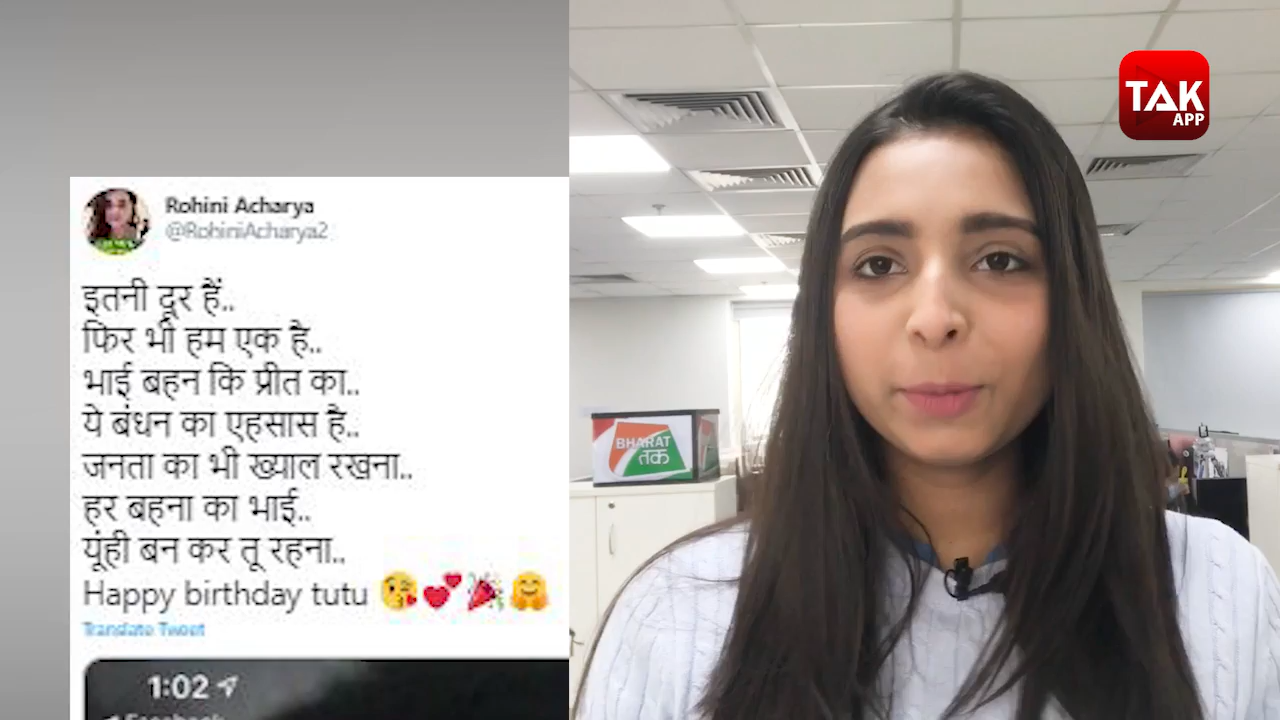 Rohini Acharya
@RohiniAcharya2
इतनी दूर हैं..
फिर भी हम एक है..
भाई बहन कि प्रीत का..
ये बंधन का एहसास है..
जनता का भी ख्याल रखना..
हर बहना का भाई..
यूंही बन कर तू रहना..
Happy birthday tutu 😘💕🎉🤗
Translate Tweet
1:02
Facebook
TAK
APP
BHARAT
तक